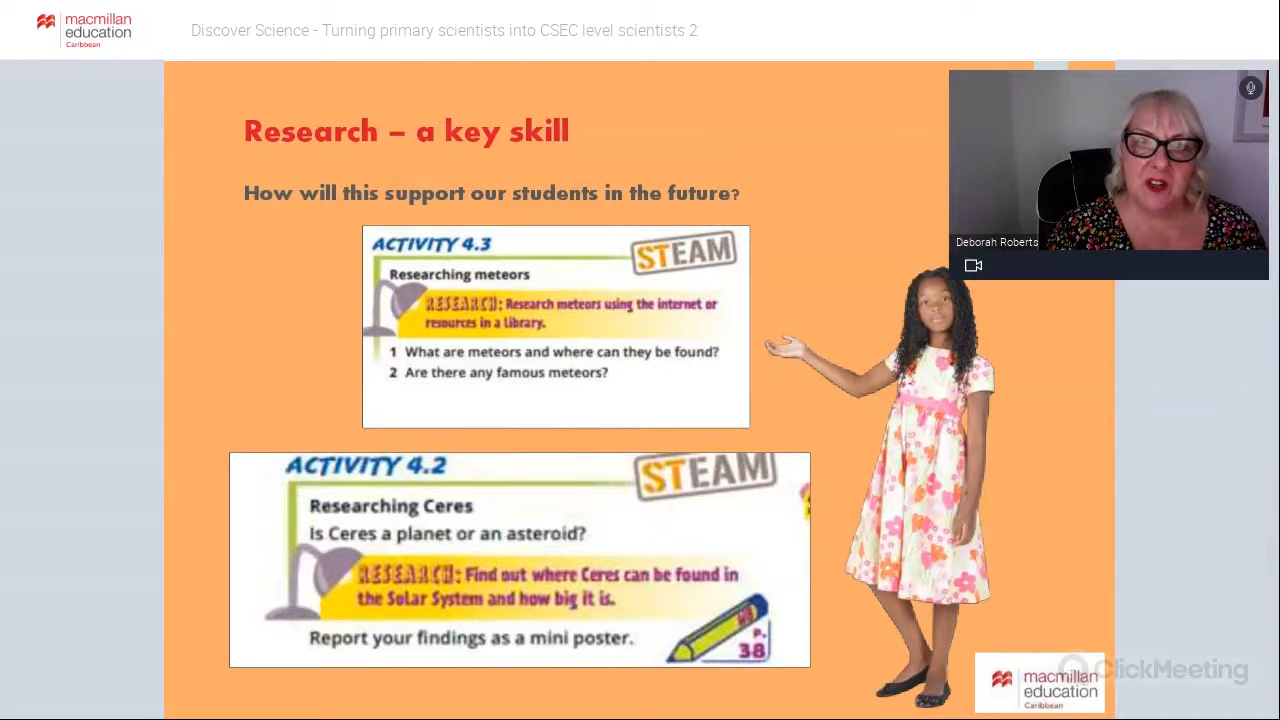 macmillan
education
Caribbean
Discover Science - Turning primary scientists into CSEC level scientists 2
Research – a key skill
How will this support our students in the future?
Deborah Roberts
ACTIVITY 4.3
STEAM
Researching meteors
RESEARCH: Research meteors using the internet or
resources in a library.
1 What are meteors and where can they be found?
2 Are there any famous meteors?
ACTIVITY 4.2
STEAM
Researching Ceres
Is Ceres a planet or an asteroid?
RESEARCH: Find out where Ceres can be found in
the Solar System and how big it is.
Report your findings as a mini poster.
WB
p.
38
macmillan
education
Caribbean
ClickMeeting